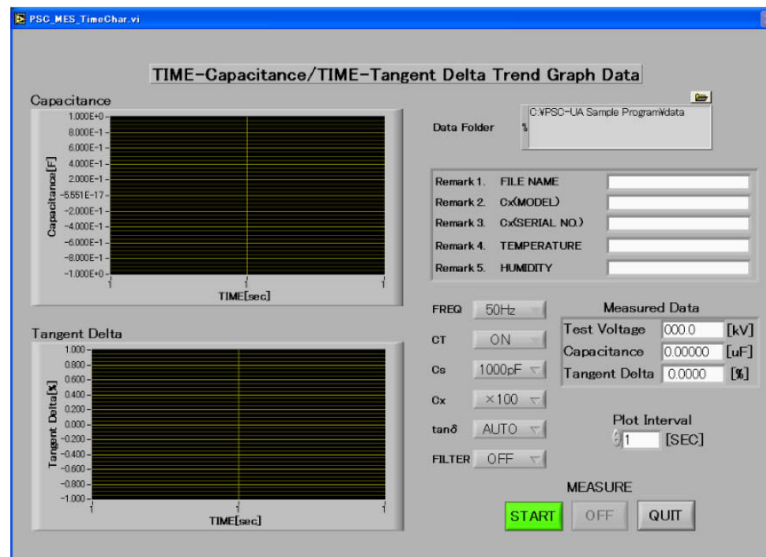 PSC_MES_TimeChar.vi
TIME-Capacitance/TIME-Tangent Delta Trend Graph Data
Capacitance
1.000E+0
8.000E-1
6.000E-1
4.000E-1
2.000E-1
-5.551E-17
-2.000E-1
-4.000E-1
-6.000E-1
-8.000E-1
-1.000E+0
Capacitance[F]
1 1 1
TIME[sec]
Data Folder
% C:¥PSC-UA Sample Program¥data
Remark 1. FILE NAME
Remark 2. Cx(MODEL)
Remark 3. Cx(SERIAL NO.)
Remark 4. TEMPERATURE
Remark 5. HUMIDITY
Tangent Delta
1.000
0.800
0.600
0.400
0.200
0.000
-0.200
-0.400
-0.600
-0.800
-1.000
Tangent Delta[%]
1 1 1
TIME[sec]
FREQ 50Hz
CT ON
Cs 1000pF
Cx ×100
tanδ AUTO
FILTER OFF
Measured Data
Test Voltage 000.0 [kV]
Capacitance 0.00000 [uF]
Tangent Delta 0.0000 [%]
Plot Interval
1 [SEC]
MEASURE
START OFF QUIT